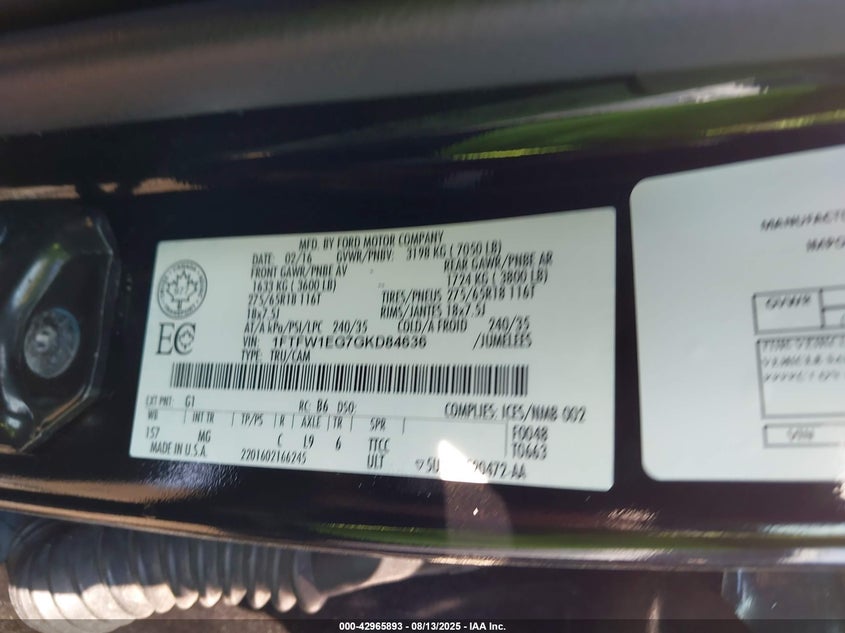 MFD. BY FORD MOTOR COMPANY
DATE: 02/16 GVWR/PNBV: 3198 KG ( 7050 LB)
FRONT GAWR/PNBE AV REAR GAWR/PNBE AR
1633 KG ( 3600 LB) 1724 KG ( 3800 LB)
275/65R18 116T TIRES/PNEUS 275/65R18 116T
18x7.5J RIMS/JANTES 18x7.5J
AT/A kPa/PSI/LPC 240/35 COLD/A FROID 240/35
VIN: 1FTFW1EG7GKD84636 /JUMELEES
TYPE: TRU/CAM
EC
EXT PNT: G1 RC: B6 DSO: COMPLIES: ICES/NMB 002
WB INT TR TP/PS R AXLE TR SPR F0048
157 MG C L9 6 TTCC T0663
MADE IN U.S.A. 2201602166245 ULT 20472 AA
GVWR
VIN
000-42965893 - 08/13/2025 - IAA Inc.